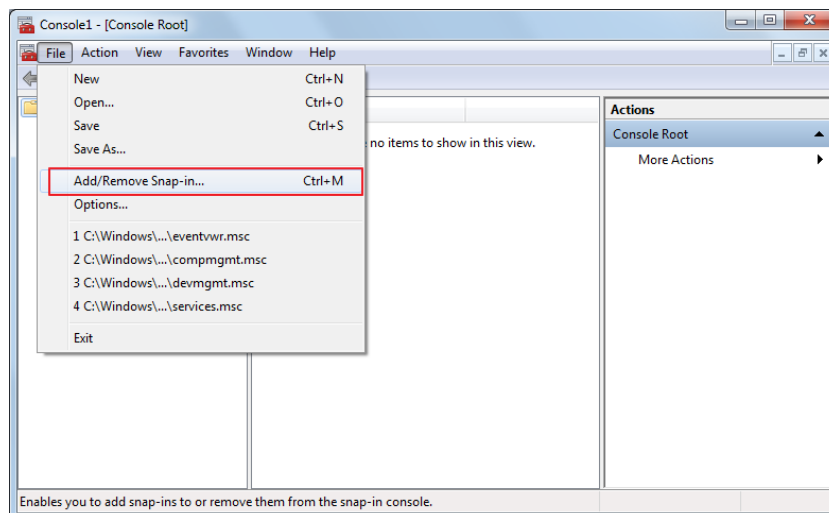 Console1 - [Console Root]
File Action View Favorites Window Help
New Ctrl+N
Open... Ctrl+O
Save Ctrl+S
Save As...
Add/Remove Snap-in... Ctrl+M
Options...
1 C:\Windows\...\eventvwr.msc
2 C:\Windows\...\compmgmt.msc
3 C:\Windows\...\devmgmt.msc
4 C:\Windows\...\services.msc
Exit
no items to show in this view.
Actions
Console Root
More Actions
Enables you to add snap-ins to or remove them from the snap-in console.